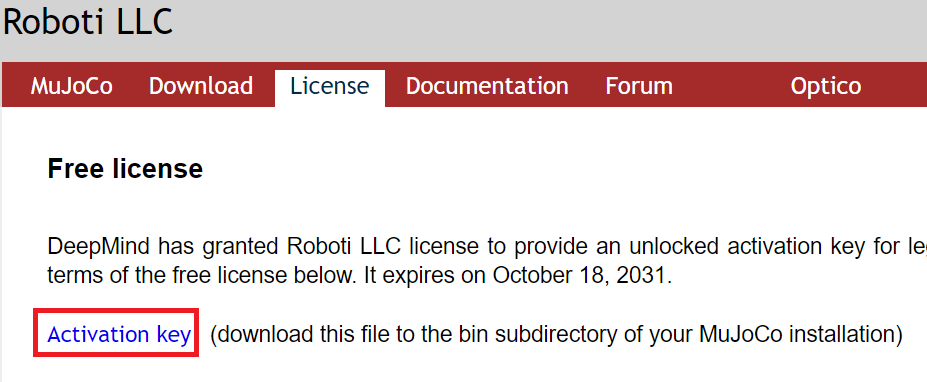 Roboti LLC
MuJoCo Download License Documentation Forum Optico
Free license
DeepMind has granted Roboti LLC license to provide an unlocked activation key for
terms of the free license below. It expires on October 18, 2031.
Activation key (download this file to the bin subdirectory of your MuJoCo installation)